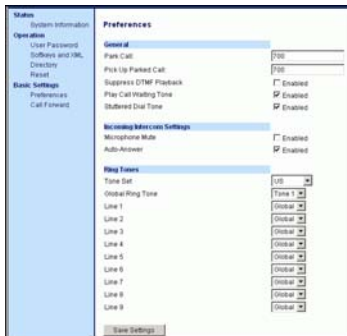 Status
System Information
Operation
User Password
Softkeys and XML
Directory
Reset
Basic Settings
Preferences
Call Forward
Preferences
General
Park Call: 700
Pick Up Parked Call: 700
Suppress DTMF Playback Enabled
Play Call Waiting Tone Enabled
Stuttered Dial Tone Enabled
Incoming Intercom Settings
Microphone Mute Enabled
Auto-Answer Enabled
Ring Tones
Tone Set US
Global Ring Tone Tone 1
Line 1 Global
Line 2 Global
Line 3 Global
Line 4 Global
Line 5 Global
Line 6 Global
Line 7 Global
Line 8 Global
Line 9 Global
Save Settings